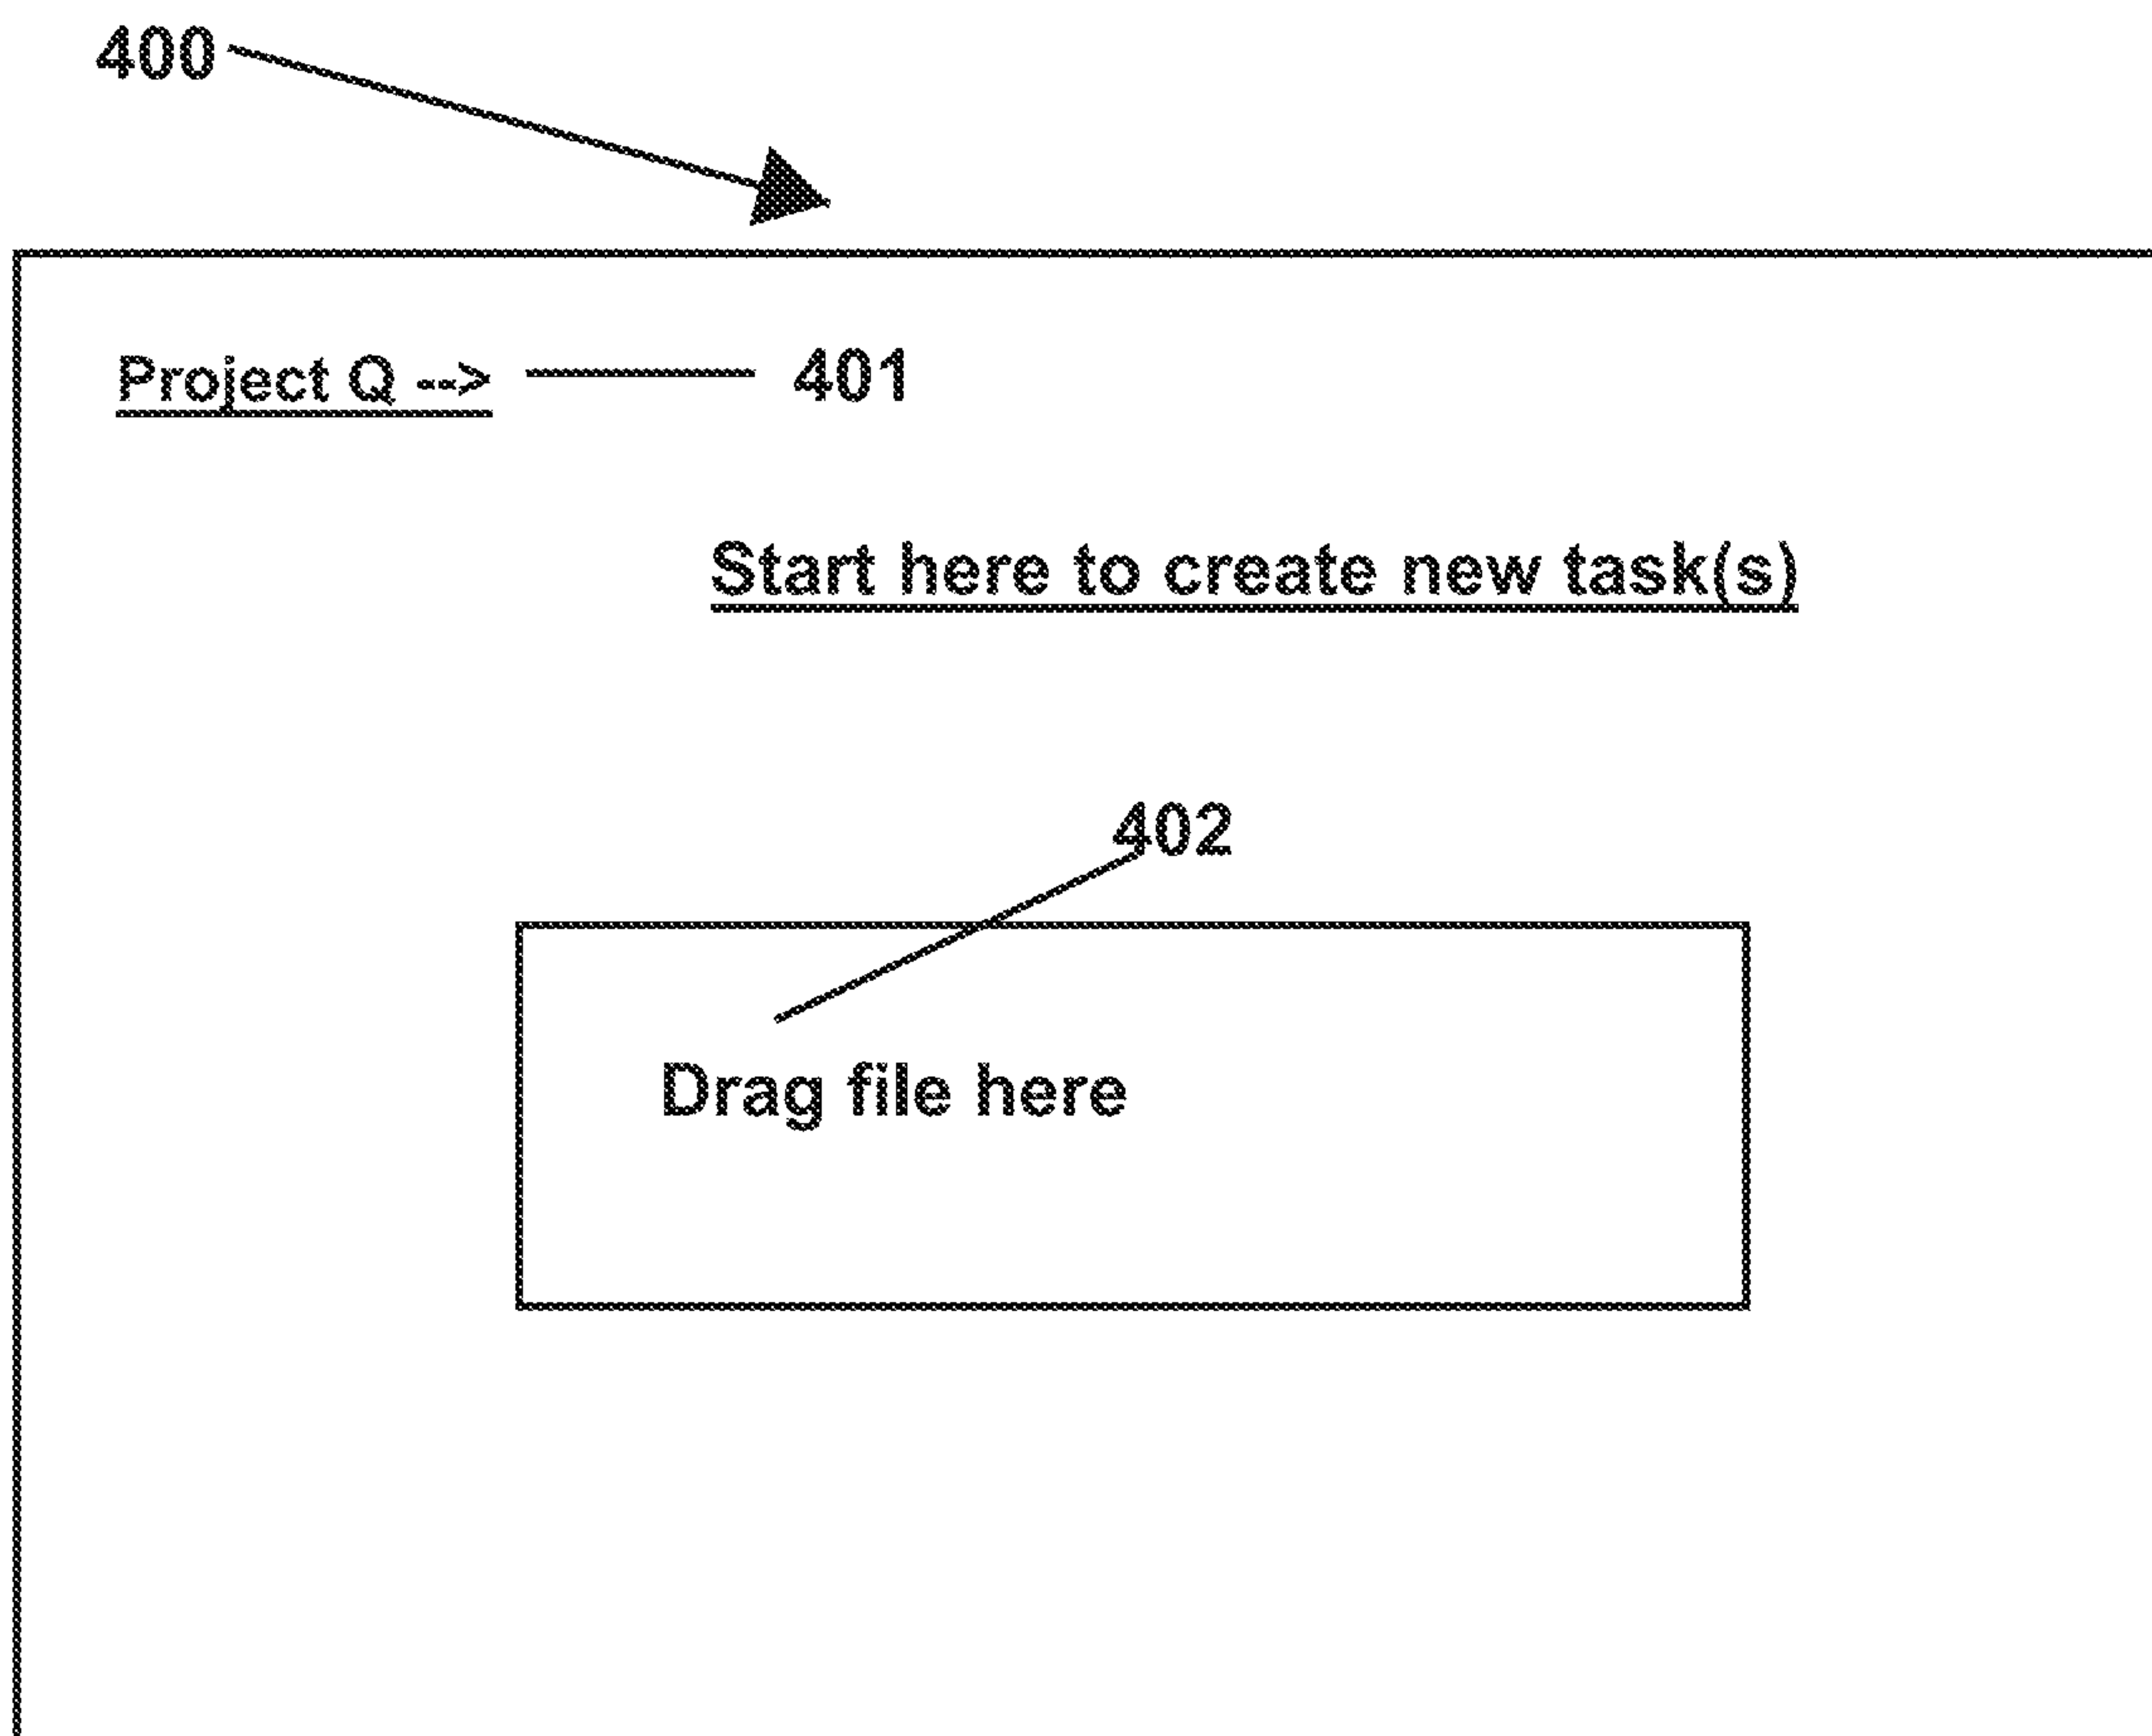 400
Project Q --> 401
Start here to create new task(s)
402
Drag file here